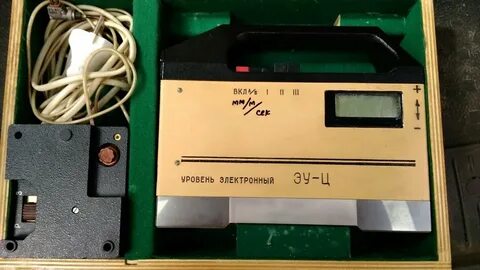 ВКЛ I II III
мм/м/сек
+
-
УРОВЕНЬ ЭЛЕКТРОННЫЙ ЭУ-Ц